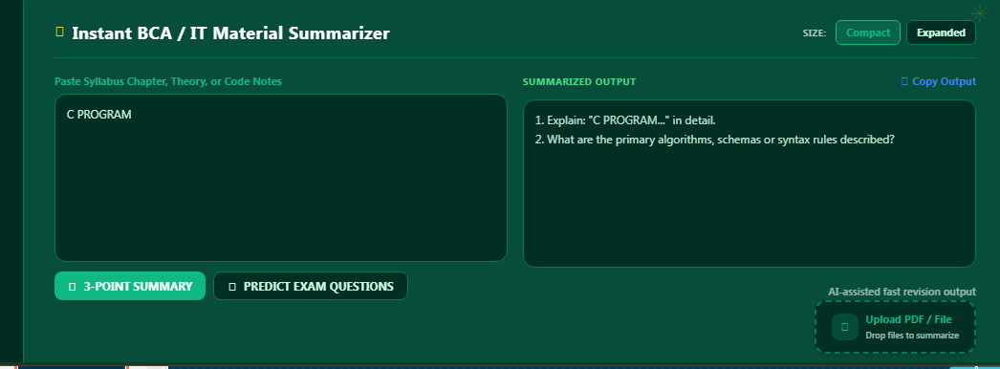 Instant BCA / IT Material Summarizer
SIZE: Compact Expanded
Paste Syllabus Chapter, Theory, or Code Notes
C PROGRAM
3-POINT SUMMARY PREDICT EXAM QUESTIONS
SUMMARIZED OUTPUT Copy Output
1. Explain: "C PROGRAM..." in detail.
2. What are the primary algorithms, schemas or syntax rules described?
AI-assisted fast revision output
Upload PDF / File
Drop files to summarize